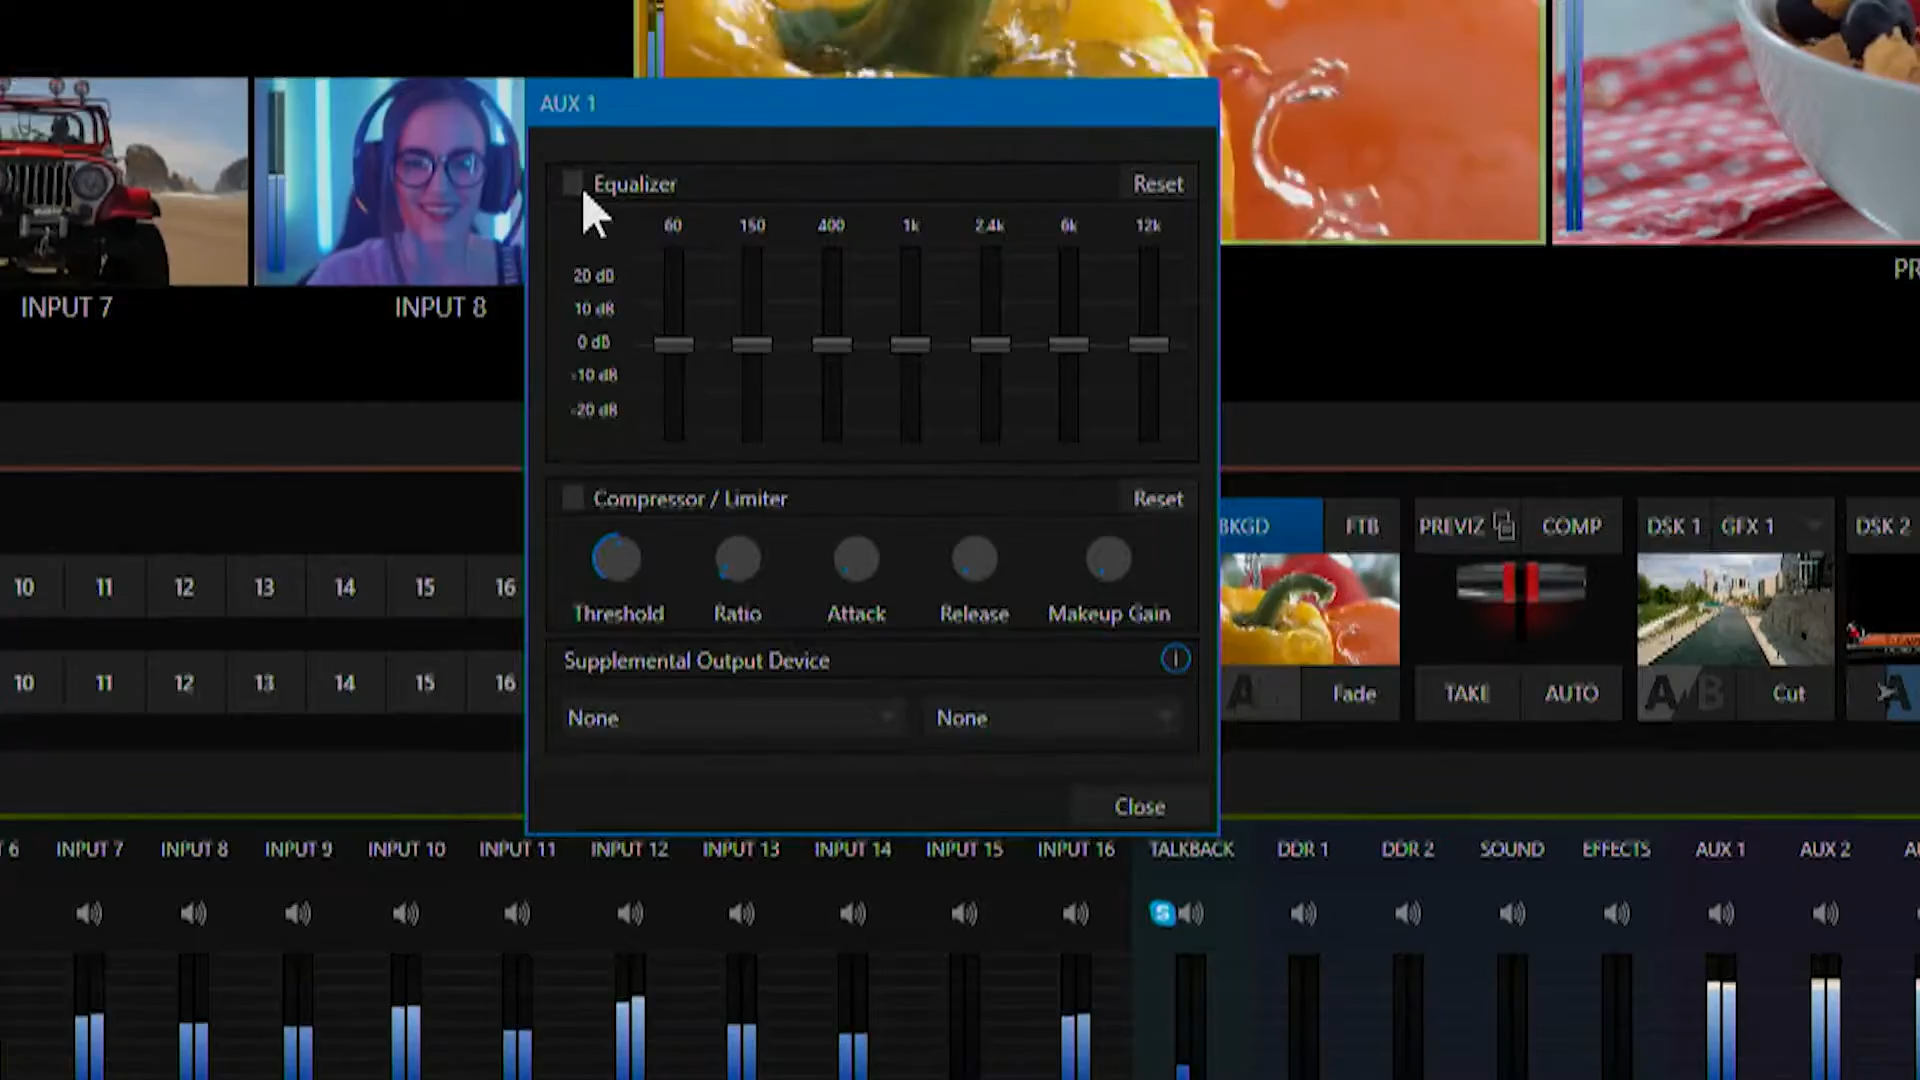 AUX 1
Equalizer
Reset
60 150 400 1k 2.4k 6k 12k
20 dB
10 dB
0 dB
-10 dB
-20 dB
INPUT 7
INPUT 8
PR
Compressor / Limiter
Reset
Threshold Ratio Attack Release Makeup Gain
Supplemental Output Device
None
None
Close
BKGD FTB PREVIZ COMP DSK 1 GFX 1 DSK 2
10 11 12 13 14 15 16
10 11 12 13 14 15 16
A Fade TAKE AUTO A/B Cut A
6 INPUT 7 INPUT 8 INPUT 9 INPUT 10 INPUT 11 INPUT 12 INPUT 13 INPUT 14 INPUT 15 INPUT 16 TALKBACK DDR 1 DDR 2 SOUND EFFECTS AUX 1 AUX 2 AU